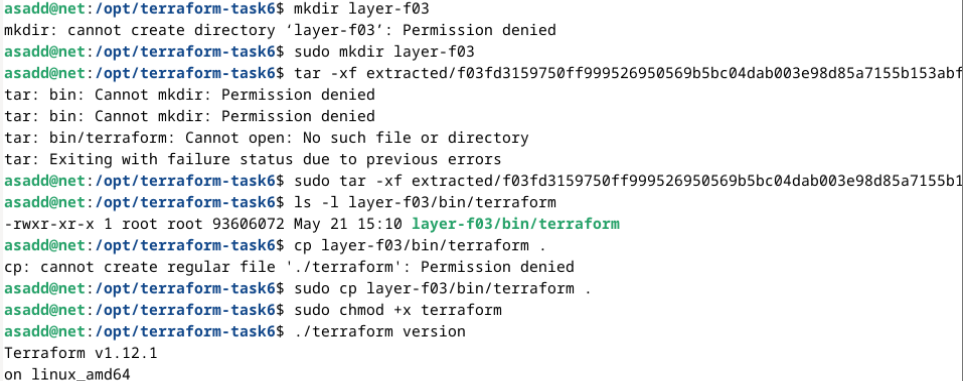 asadd@net:/opt/terraform-task6$ mkdir layer-f03
mkdir: cannot create directory ‘layer-f03’: Permission denied
asadd@net:/opt/terraform-task6$ sudo mkdir layer-f03
asadd@net:/opt/terraform-task6$ tar -xf extracted/f03fd3159750ff999526950569b5bc04dab003e98d85a7155b153abf
tar: bin: Cannot mkdir: Permission denied
tar: bin: Cannot mkdir: Permission denied
tar: bin/terraform: Cannot open: No such file or directory
tar: Exiting with failure status due to previous errors
asadd@net:/opt/terraform-task6$ sudo tar -xf extracted/f03fd3159750ff999526950569b5bc04dab003e98d85a7155b1
asadd@net:/opt/terraform-task6$ ls -l layer-f03/bin/terraform
-rwxr-xr-x 1 root root 93606072 May 21 15:10 layer-f03/bin/terraform
asadd@net:/opt/terraform-task6$ cp layer-f03/bin/terraform .
cp: cannot create regular file './terraform': Permission denied
asadd@net:/opt/terraform-task6$ sudo cp layer-f03/bin/terraform .
asadd@net:/opt/terraform-task6$ sudo chmod +x terraform
asadd@net:/opt/terraform-task6$ ./terraform version
Terraform v1.12.1
on linux_amd64